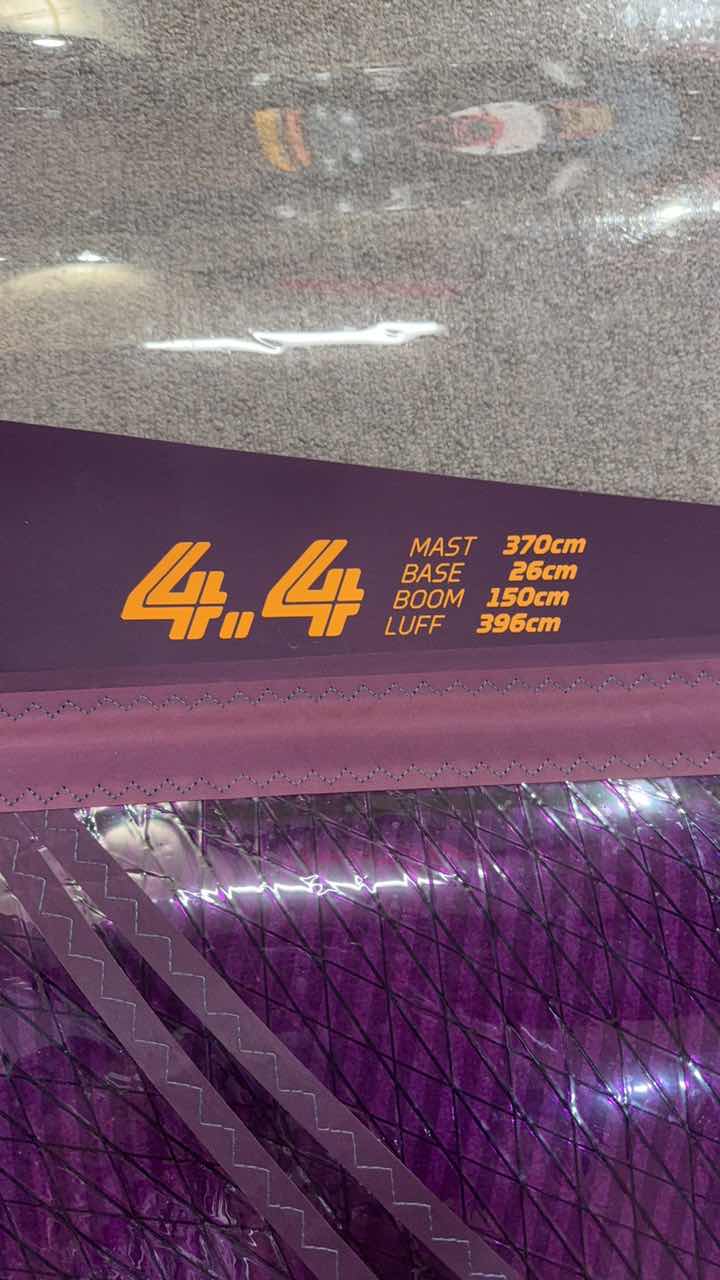 4.4
MAST 370cm
BASE 26cm
BOOM 150cm
LUFF 396cm